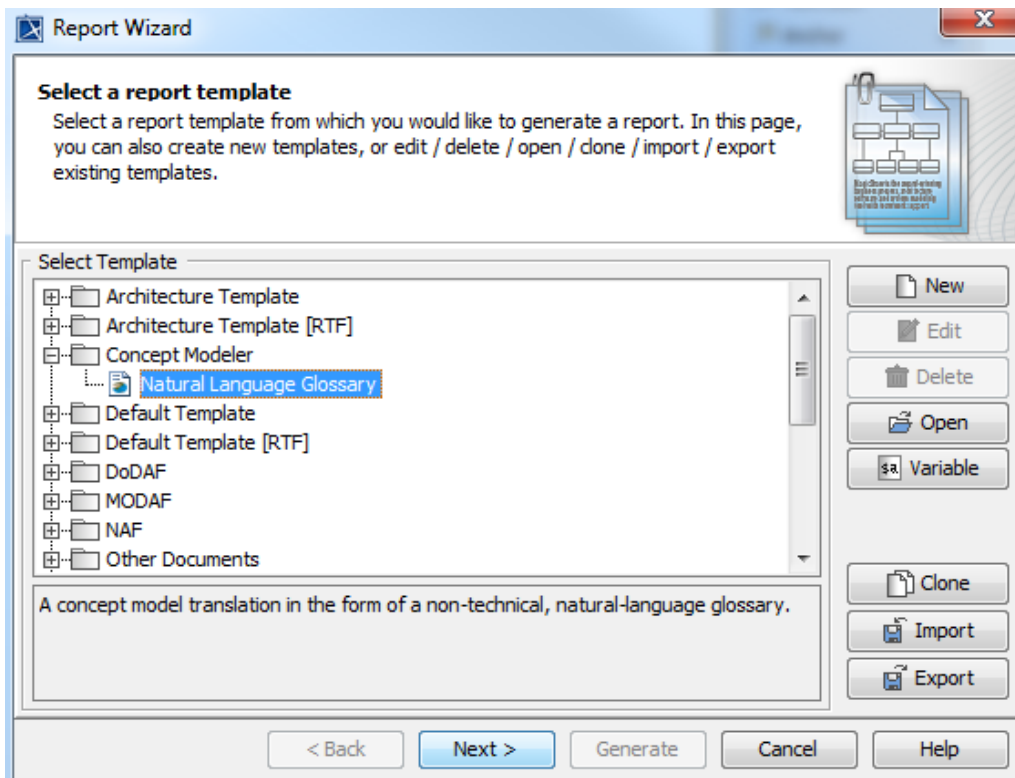 Report Wizard
Select a report template
Select a report template from which you would like to generate a report. In this page,
you can also create new templates, or edit / delete / open / clone / import / export
existing templates.
Select Template
Architecture Template
Architecture Template [RTF]
Concept Modeler
Natural Language Glossary
Default Template
Default Template [RTF]
DoDAF
MODAF
NAF
Other Documents
A concept model translation in the form of a non-technical, natural-language glossary.
New
Edit
Delete
Open
$a Variable
Clone
Import
Export
< Back
Next >
Generate
Cancel
Help